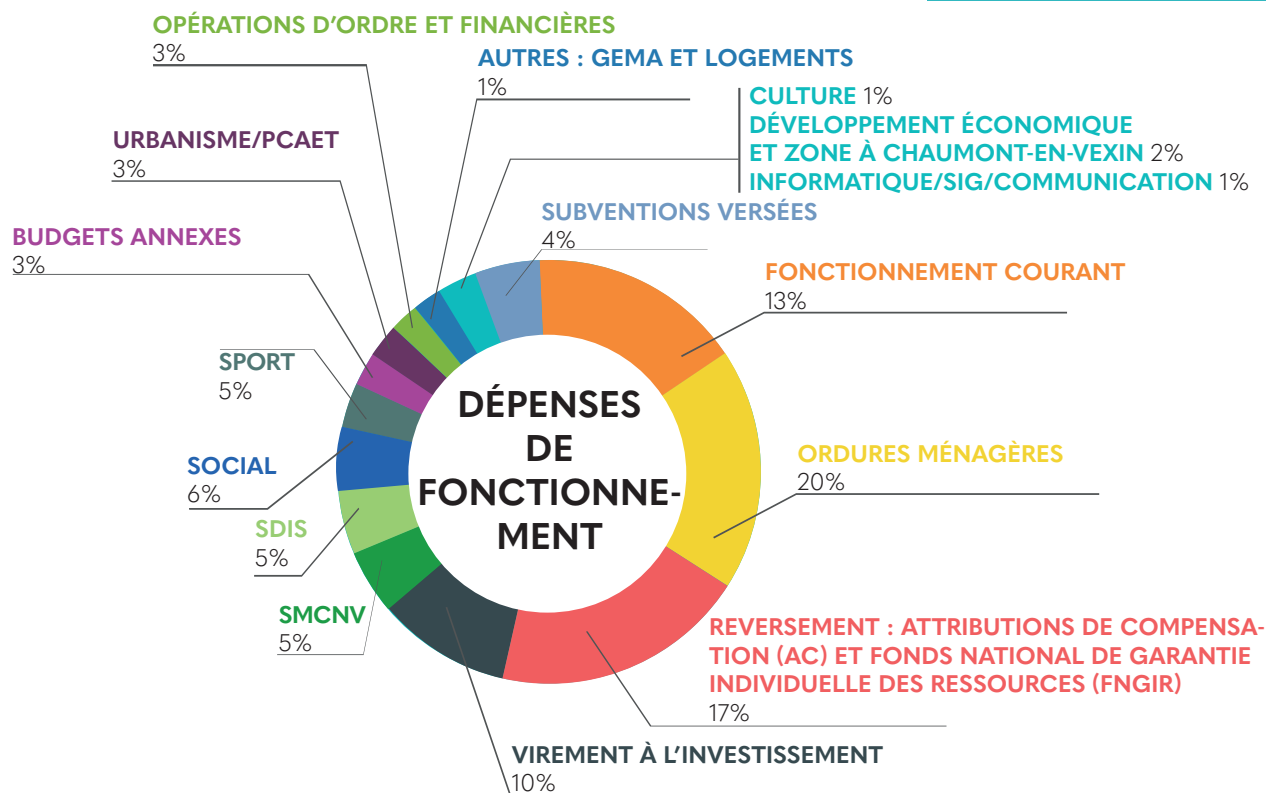 OPÉRATIONS D'ORDRE ET FINANCIÈRES
3%
AUTRES : GEMA ET LOGEMENTS
1%
CULTURE 1%
DÉVELOPPEMENT ÉCONOMIQUE
ET ZONE À CHAUMONT-EN-VEXIN 2%
INFORMATIQUE/SIG/COMMUNICATION 1%
URBANISME/PCAET
3%
SUBVENTIONS VERSÉES
4%
BUDGETS ANNEXES
3%
FONCTIONNEMENT COURANT
13%
SPORT
5%
DÉPENSES
DE
FONCTIONNE-
MENT
ORDURES MÉNAGÈRES
20%
SOCIAL
6%
SDIS
5%
SMCNV
5%
REVERSEMENT : ATTRIBUTIONS DE COMPENSA-
TION (AC) ET FONDS NATIONAL DE GARANTIE
INDIVIDUELLE DES RESSOURCES (FNGIR)
17%
VIREMENT À L'INVESTISSEMENT
10%